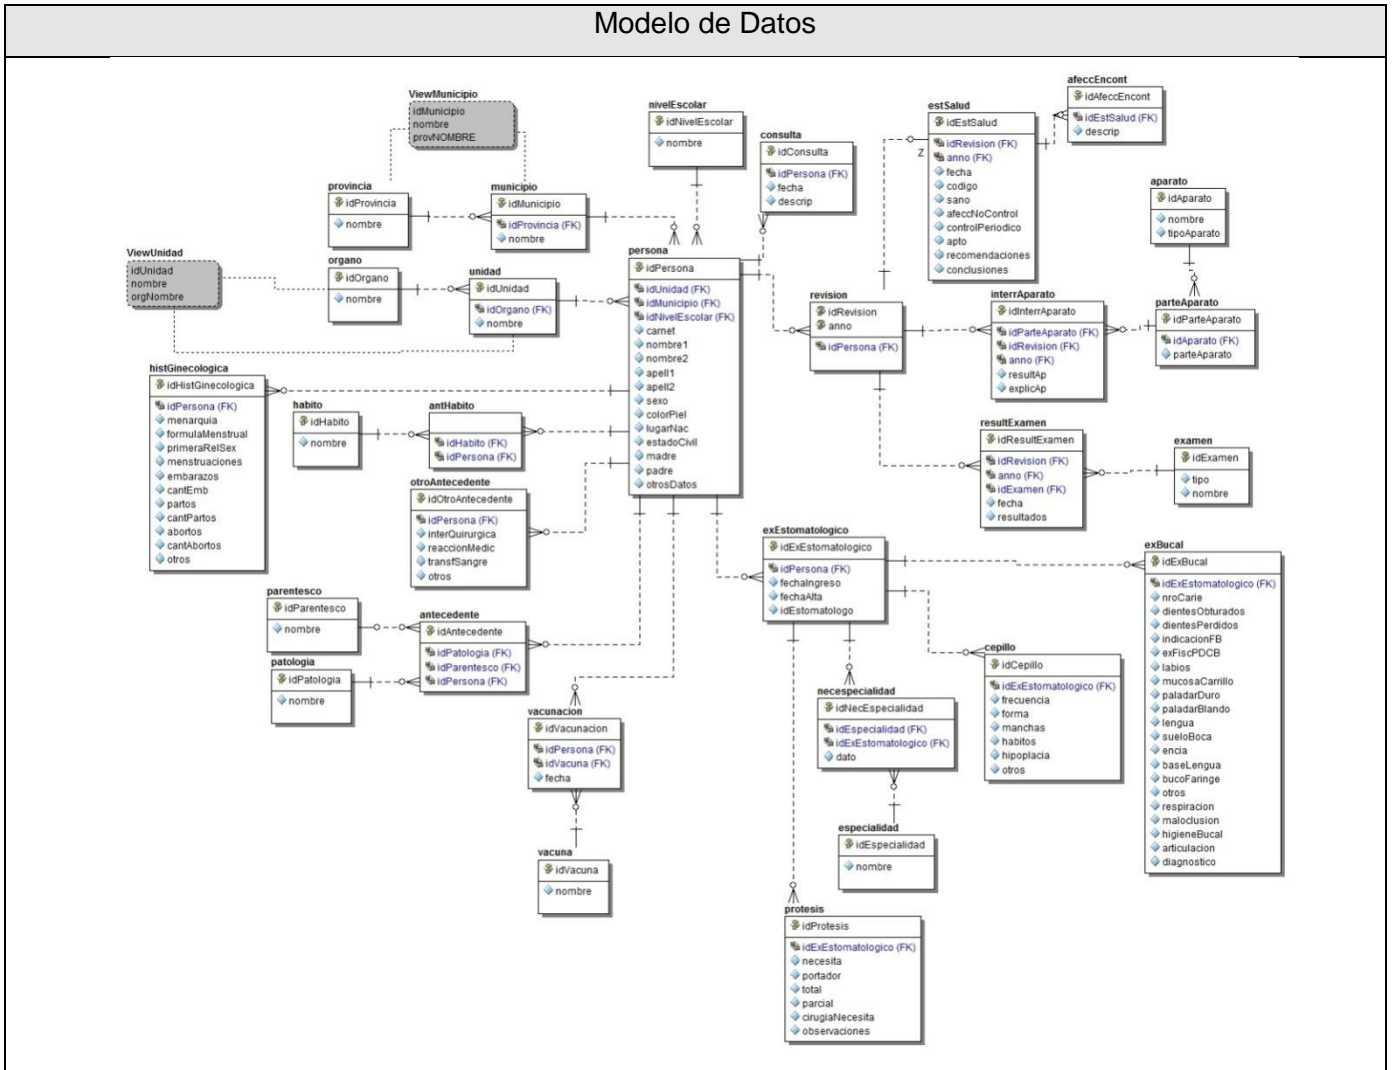 Modelo de Datos
ViewMunicipio
idMunicipio
nombre
provNOMBRE
nivelEscolar
idNivelEscolar
nombre
consulta
idConsulta
idPersona (FK)
fecha
descrip
estSalud
idEstSalud
idRevision (FK)
anno (FK)
fecha
codigo
sano
afeccNoControl
controlPeriodico
apto
recomendaciones
conclusiones
Z
afeccEncont
idAfeccEncont
idEstSalud (FK)
descrip
provincia
idProvincia
nombre
municipio
idMunicipio
idProvincia (FK)
nombre
aparato
idAparato
nombre
tipoAparato
ViewUnidad
idUnidad
nombre
orgNombre
organo
idOrgano
nombre
unidad
idUnidad
idOrgano (FK)
nombre
persona
idPersona
idUnidad (FK)
idMunicipio (FK)
idNivelEscolar (FK)
carnet
nombre1
nombre2
apell1
apell2
sexo
colorPiel
lugarNac
estadoCivil
madre
padre
otrosDatos
revision
idRevision
anno
idPersona (FK)
interrAparato
idInterrAparato
idParteAparato (FK)
idRevision (FK)
anno (FK)
resultAp
explicAp
parteAparato
idParteAparato
idAparato (FK)
parteAparato
histGinecologica
idHistGinecologica
idPersona (FK)
menarquia
formulaMenstrual
primeraRelSex
menstruaciones
embarazos
cantEmb
partos
cantPartos
abortos
cantAbortos
otros
habito
idHabito
nombre
antHabito
idHabito (FK)
idPersona (FK)
resultExamen
idResultExamen
idRevision (FK)
anno (FK)
idExamen (FK)
fecha
resultados
examen
idExamen
tipo
nombre
otroAntecedente
idOtroAntecedente
idPersona (FK)
interQuirurgica
reaccionMedic
transfSangre
otros
exEstomatologico
idExEstomatologico
idPersona (FK)
fechaIngreso
fechaAlta
idEstomatologo
exBucal
idExBucal
idExEstomatologico (FK)
nroCarie
dientesObturados
dientesPerdidos
indicacionFB
exFiscPDCB
labios
mucosaCarrillo
paladarDuro
paladarBlando
lengua
sueloBoca
encia
baseLengua
bucoFaringe
otros
respiracion
maloclusion
higieneBucal
articulacion
diagnostico
parentesco
idParentesco
nombre
antecedente
idAntecedente
idPatologia (FK)
idParentesco (FK)
idPersona (FK)
patologia
idPatologia
nombre
cepillo
idCepillo
idExEstomatologico (FK)
frecuencia
forma
manchas
habitos
hipoplacia
otros
necespecialidad
idNecEspecialidad
idEspecialidad (FK)
idExEstomatologico (FK)
dato
vacunacion
idVacunacion
idPersona (FK)
idVacuna (FK)
fecha
especialidad
idEspecialidad
nombre
vacuna
idVacuna
nombre
protesis
idProtesis
idExEstomatologico (FK)
necesita
portador
total
parcial
cirugiaNecesita
observaciones